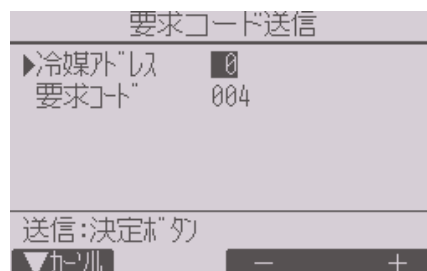 要求コード送信
▶冷媒ｱﾄﾞﾚｽ 0
要求ｺｰﾄﾞ 004
送信:決定ﾎﾞﾀﾝ
▼ｶｰｿﾙ − +